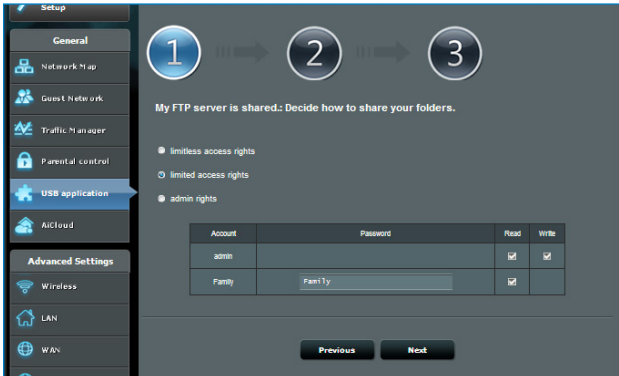 Setup
General
Network Map
Guest Network
Traffic Manager
Parental control
USB application
AiCloud
Advanced Settings
Wireless
LAN
WAN
1 2 3
My FTP server is shared.: Decide how to share your folders.
limitless access rights
limited access rights
admin rights
Account Password Read Write
admin
Family Family
Previous Next